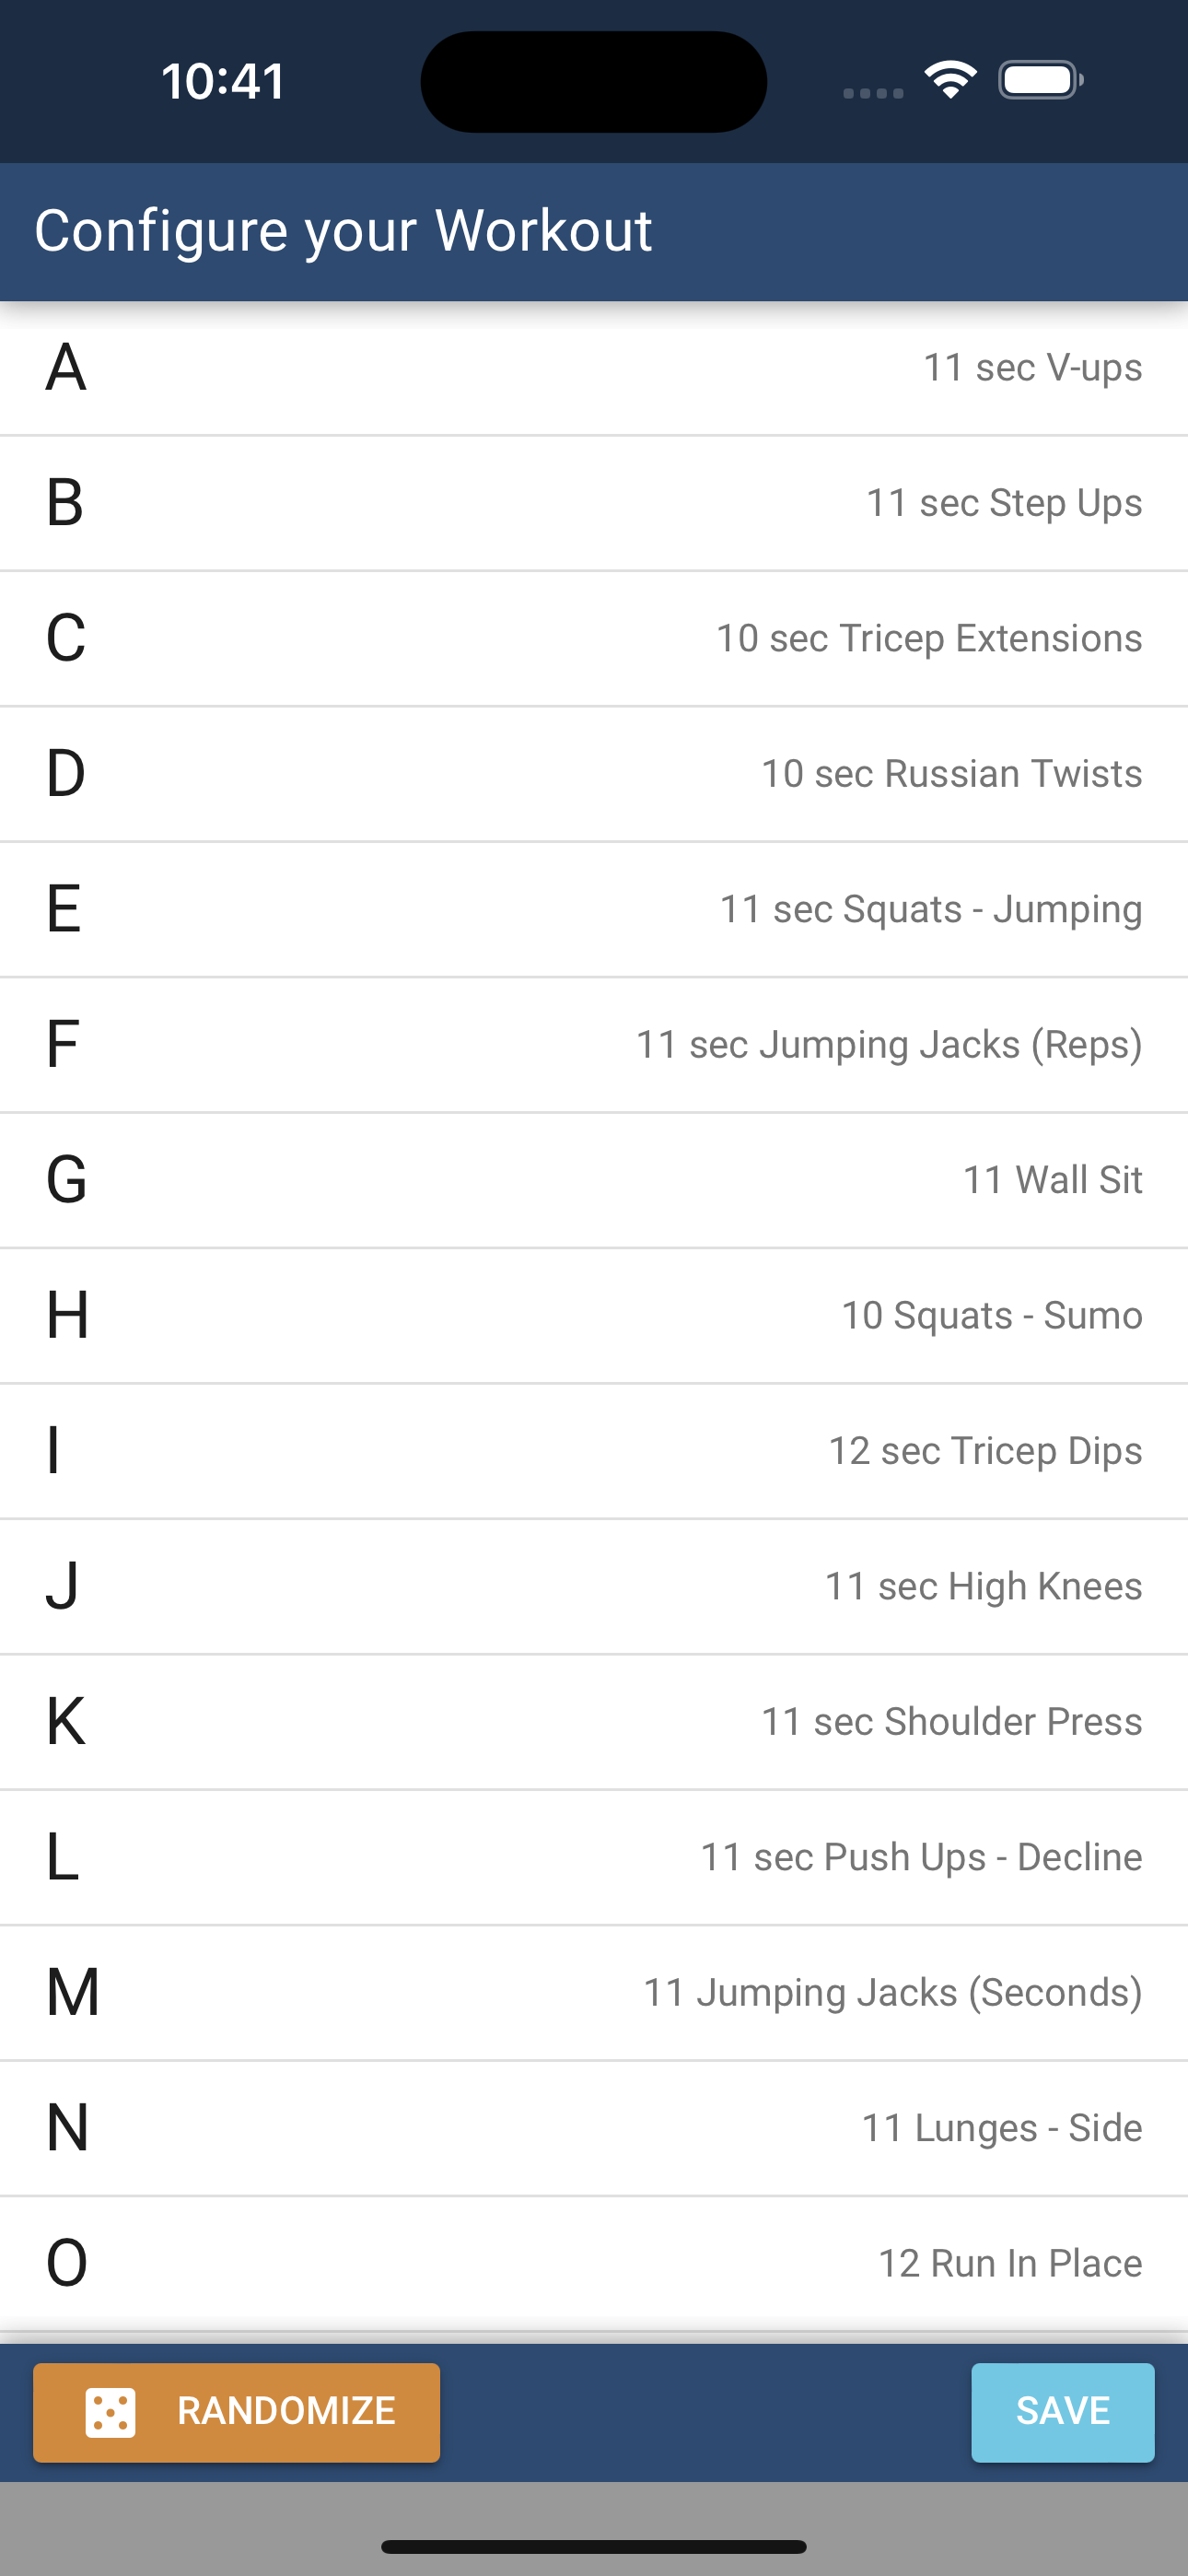 10:41
Configure your Workout
A 11 sec V-ups
B 11 sec Step Ups
C 10 sec Tricep Extensions
D 10 sec Russian Twists
E 11 sec Squats - Jumping
F 11 sec Jumping Jacks (Reps)
G 11 Wall Sit
H 10 Squats - Sumo
I 12 sec Tricep Dips
J 11 sec High Knees
K 11 sec Shoulder Press
L 11 sec Push Ups - Decline
M 11 Jumping Jacks (Seconds)
N 11 Lunges - Side
O 12 Run In Place
RANDOMIZE SAVE